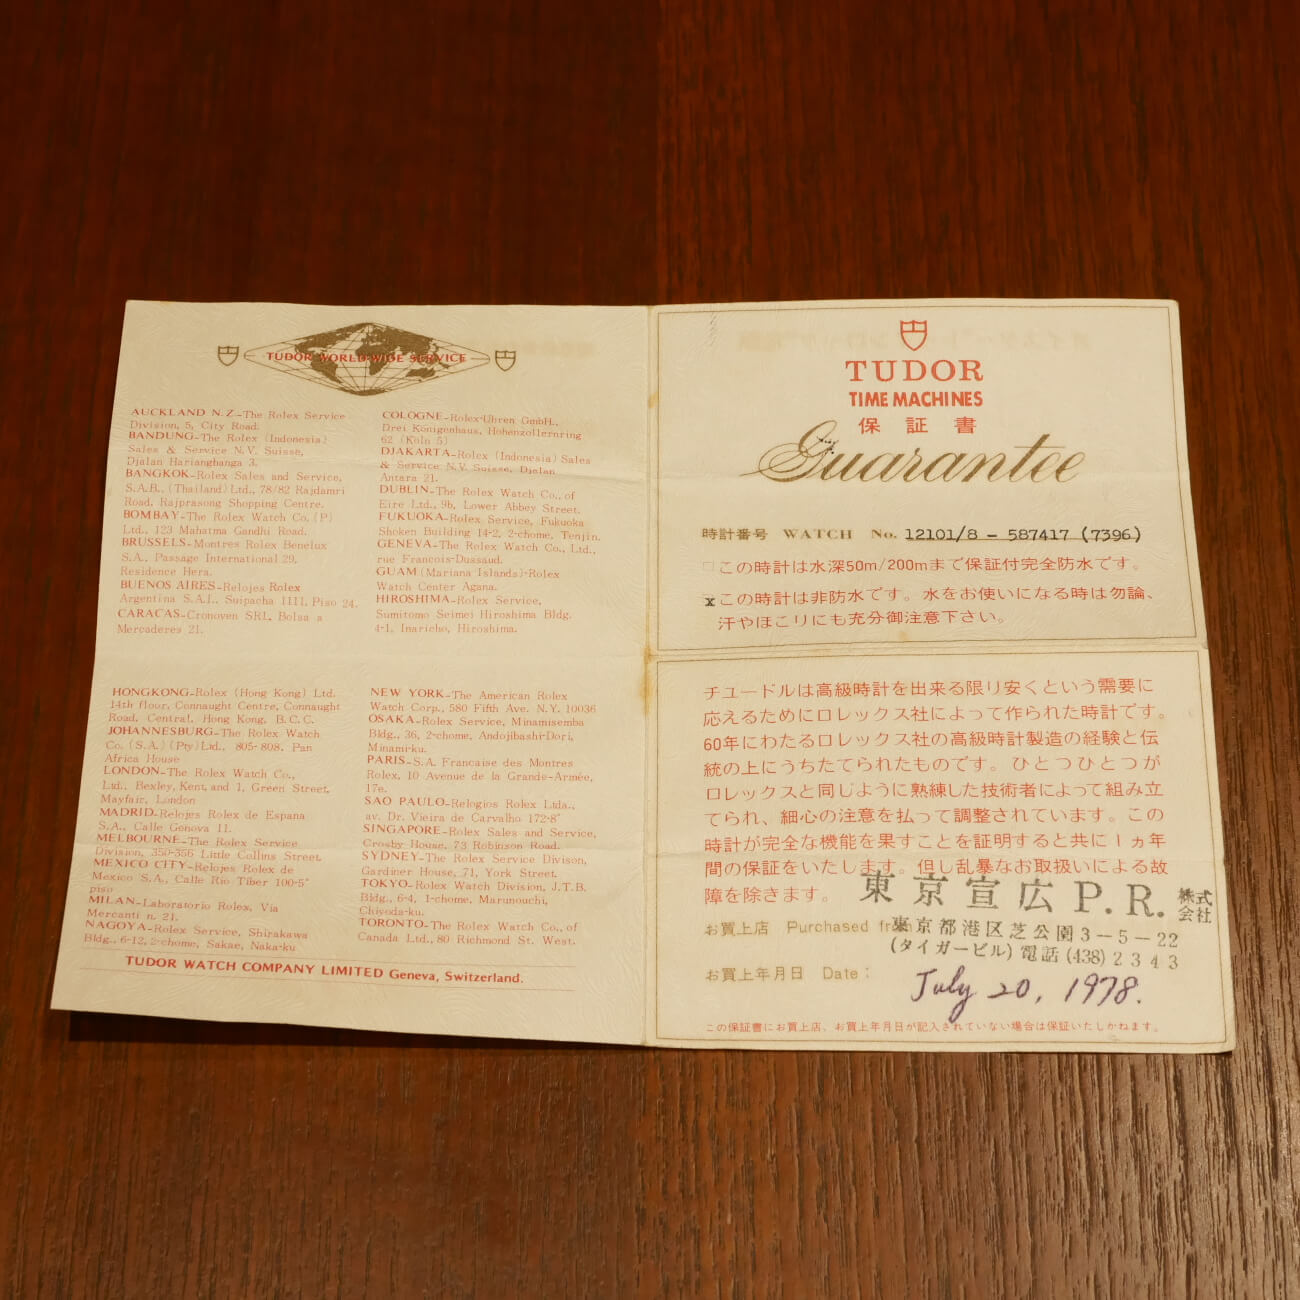 TUDOR WORLD-WIDE SERVICE
AUCKLAND N.Z-The Rolex Service
Division, 5, City Road.
BANDUNG-The Rolex (Indonesia)
Sales & Service N.V. Suisse,
Djalan Hariangbanga 3.
BANGKOK-Rolex Sales and Service,
S.A.B., (Thailand) Ltd., 78/82 Rajdamri
Road, Rajprasong Shopping Centre.
BOMBAY-The Rolex Watch Co. (P)
Ltd., 123 Mahatma Gandhi Road.
BRUSSELS-Montres Rolex Benelux
S.A., Passage International 29,
Residence Hera.
BUENOS AIRES-Relojes Rolex
Argentina S.A.I., Suipacha 1111, Piso 24.
CARACAS-Cronoven SRI, Bolsa a
Mercaderes 21.
COLOGNE-Rolex-Uhren GmbH.,
Drei Königenhaus, Hohenzollernring
62 (Köln 5)
DJAKARTA-Rolex (Indonesia) Sales
& Service N.V. Suisse, Djalan
Antara 21.
DUBLIN-The Rolex Watch Co., of
Eire Ltd., 9b, Lower Abbey Street.
FUKUOKA-Rolex Service, Fukuoka
Shoken Building 14-2, 2-chome, Tenjin.
GENEVA-The Rolex Watch Co., Ltd.,
rue Francois-Dussaud.
GUAM (Mariana Islands)-Rolex
Watch Center Agana.
HIROSHIMA-Rolex Service,
Sumitomo Seimei Hiroshima Bldg.
4-1, Inaricho, Hiroshima.
HONGKONG-Rolex (Hong Kong) Ltd.
14th floor, Connaught Centre, Connaught
Road, Central, Hong Kong, B.C.C.
JOHANNESBURG-The Rolex Watch
Co. (S.A.) (Pty) Ltd., 805-808, Pan
Africa House
LONDON-The Rolex Watch Co.,
Ltd., Bexley, Kent, and 1, Green Street,
Mayfair, London
MADRID-Relojes Rolex de Espana
S.A., Calle Genova 11.
MELBOURNE-The Rolex Service
Division, 350-356 Little Collins Street.
MEXICO CITY-Relojes Rolex de
Mexico S.A., Calle Rio Tiber 100-5°
piso
MILAN-Laboratorio Rolex, Via
Mercanti n. 21.
NAGOYA-Rolex Service, Shirakawa
Bldg., 6-12, 2-chome, Sakae, Naka-ku
NEW YORK-The American Rolex
Watch Corp., 580 Fifth Ave. N.Y. 10036
OSAKA-Rolex Service, Minamisemba
Bldg., 36, 2-chome, Andojibashi-Dori,
Minami-ku.
PARIS-S.A. Francaise des Montres
Rolex, 10 Avenue de la Grande-Armée,
17e.
SAO PAULO-Relogios Rolex Ltda.,
av. Dr. Vieira de Carvalho 172-8°
SINGAPORE-Rolex Sales and Service,
Crosby House, 73 Robinson Road.
SYDNEY-The Rolex Service Divison,
Gardiner House, 71, York Street.
TOKYO-Rolex Watch Division, J.T.B.
Bldg., 6-4, 1-chome, Marunouchi,
Chiyoda-ku.
TORONTO-The Rolex Watch Co., of
Canada Ltd., 80 Richmond St. West.
TUDOR WATCH COMPANY LIMITED Geneva, Switzerland.
TUDOR
TIME MACHINES
保証書
Guarantee
時計番号 WATCH No. 12101/8 - 587417 (7396)
□この時計は水深50m/200mまで保証付完全防水です。
xこの時計は非防水です。水をお使いになる時は勿論、
汗やほこりにも充分御注意下さい。
チユードルは高級時計を出来る限り安くという需要に
応えるためにロレックス社によって作られた時計です。
60年にわたるロレックス社の高級時計製造の経験と伝
統の上にうちたてられたものです。ひとつひとつが
ロレックスと同じように熟練した技術者によって組み立
てられ、細心の注意を払って調整されています。この
時計が完全な機能を果すことを証明すると共に1ヵ年
間の保証をいたします。但し乱暴なお取扱いによる故
障を除きます。
東京宣広P.R.株式会社
お買上店 Purchased from
東京都港区芝公園3-5-22
(タイガービル) 電話(438)2343
お買上年月日 Date:
July 20, 1978.
この保証書にお買上店、お買上年月日が記入されていない場合は保証いたしかねます。